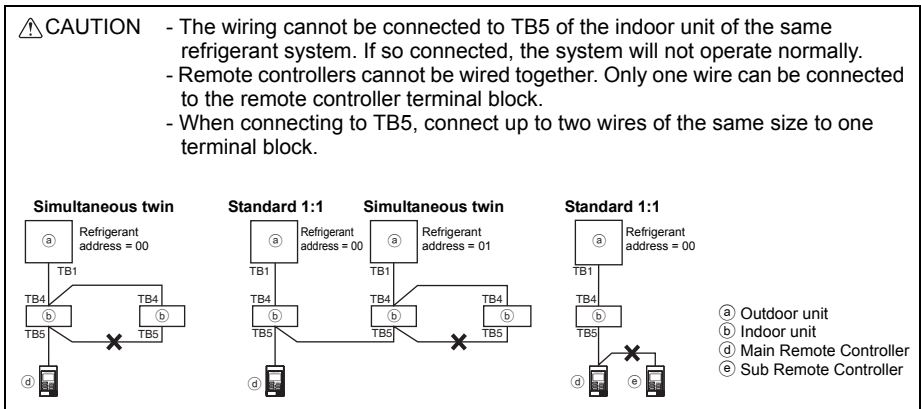 ⚠ CAUTION - The wiring cannot be connected to TB5 of the indoor unit of the same
refrigerant system. If so connected, the system will not operate normally.
- Remote controllers cannot be wired together. Only one wire can be connected
to the remote controller terminal block.
- When connecting to TB5, connect up to two wires of the same size to one
terminal block.
Simultaneous twin
ⓐ
Refrigerant
address = 00
TB1
TB4
TB4
ⓑ
ⓑ
TB5
TB5
ⓓ
Standard 1:1
Simultaneous twin
ⓐ
Refrigerant
address = 00
ⓐ
Refrigerant
address = 01
TB1
TB1
TB4
TB4
TB4
ⓑ
ⓑ
ⓑ
TB5
TB5
TB5
ⓓ
Standard 1:1
ⓐ
Refrigerant
address = 00
TB1
TB4
ⓑ
TB5
ⓓ
ⓔ
ⓐ Outdoor unit
ⓑ Indoor unit
ⓓ Main Remote Controller
ⓔ Sub Remote Controller